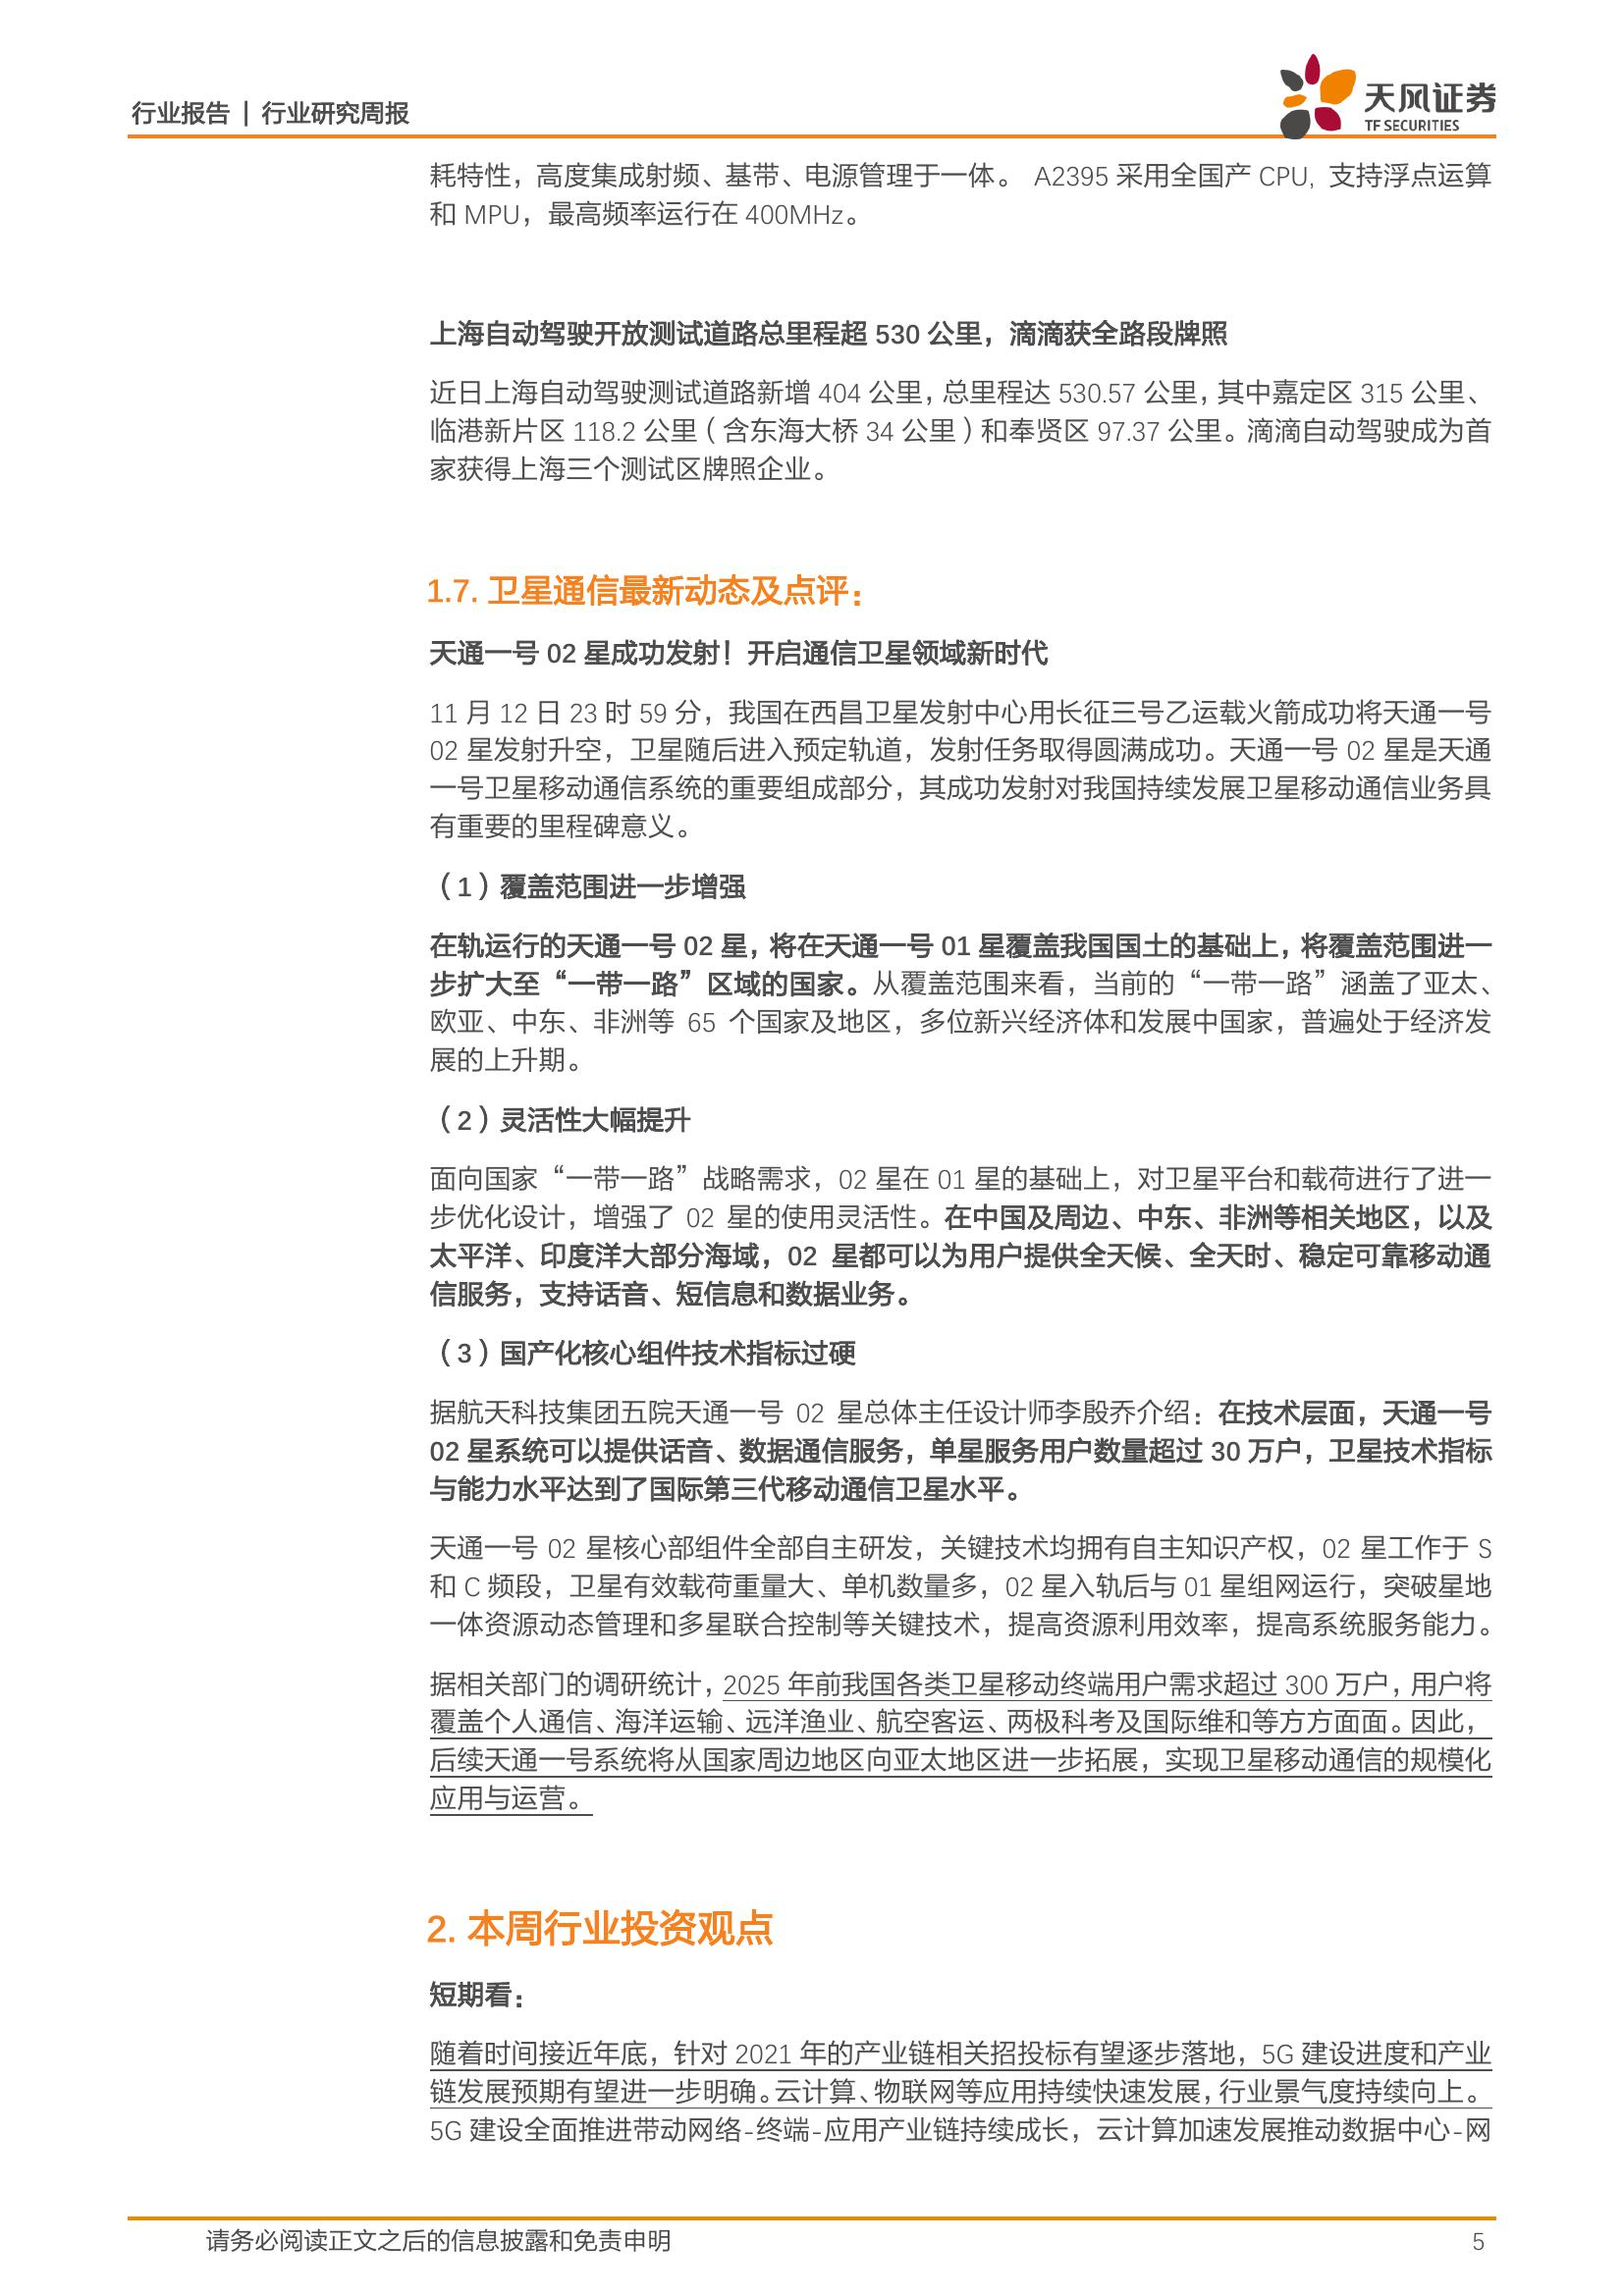 行业报告 | 行业研究周报
天风证券
TF SECURITIES
耗特性，高度集成射频、基带、电源管理于一体。 A2395 采用全国产 CPU, 支持浮点运算
和 MPU，最高频率运行在 400MHz。
上海自动驾驶开放测试道路总里程超 530 公里，滴滴获全路段牌照
近日上海自动驾驶测试道路新增 404 公里，总里程达 530.57 公里，其中嘉定区 315 公里、
临港新片区 118.2 公里（含东海大桥 34 公里）和奉贤区 97.37 公里。滴滴自动驾驶成为首
家获得上海三个测试区牌照企业。
1.7. 卫星通信最新动态及点评：
天通一号 02 星成功发射！开启通信卫星领域新时代
11 月 12 日 23 时 59 分，我国在西昌卫星发射中心用长征三号乙运载火箭成功将天通一号
02 星发射升空，卫星随后进入预定轨道，发射任务取得圆满成功。天通一号 02 星是天通
一号卫星移动通信系统的重要组成部分，其成功发射对我国持续发展卫星移动通信业务具
有重要的里程碑意义。
（1）覆盖范围进一步增强
在轨运行的天通一号 02 星，将在天通一号 01 星覆盖我国国土的基础上，将覆盖范围进一
步扩大至“一带一路”区域的国家。从覆盖范围来看，当前的“一带一路”涵盖了亚太、
欧亚、中东、非洲等 65 个国家及地区，多位新兴经济体和发展中国家，普遍处于经济发
展的上升期。
（2）灵活性大幅提升
面向国家“一带一路”战略需求，02 星在 01 星的基础上，对卫星平台和载荷进行了进一
步优化设计，增强了 02 星的使用灵活性。在中国及周边、中东、非洲等相关地区，以及
太平洋、印度洋大部分海域，02 星都可以为用户提供全天候、全天时、稳定可靠移动通
信服务，支持话音、短信息和数据业务。
（3）国产化核心组件技术指标过硬
据航天科技集团五院天通一号 02 星总体主任设计师李殷乔介绍：在技术层面，天通一号
02 星系统可以提供话音、数据通信服务，单星服务用户数量超过 30 万户，卫星技术指标
与能力水平达到了国际第三代移动通信卫星水平。
天通一号 02 星核心部组件全部自主研发，关键技术均拥有自主知识产权，02 星工作于 S
和 C 频段，卫星有效载荷重量大、单机数量多，02 星入轨后与 01 星组网运行，突破星地
一体资源动态管理和多星联合控制等关键技术，提高资源利用效率，提高系统服务能力。
据相关部门的调研统计，2025 年前我国各类卫星移动终端用户需求超过 300 万户，用户将
覆盖个人通信、海洋运输、远洋渔业、航空客运、两极科考及国际维和等方方面面。因此，
后续天通一号系统将从国家周边地区向亚太地区进一步拓展，实现卫星移动通信的规模化
应用与运营。
2. 本周行业投资观点
短期看：
随着时间接近年底，针对 2021 年的产业链相关招投标有望逐步落地，5G 建设进度和产业
链发展预期有望进一步明确。云计算、物联网等应用持续快速发展，行业景气度持续向上。
5G 建设全面推进带动网络-终端-应用产业链持续成长，云计算加速发展推动数据中心-网
请务必阅读正文之后的信息披露和免责申明
5